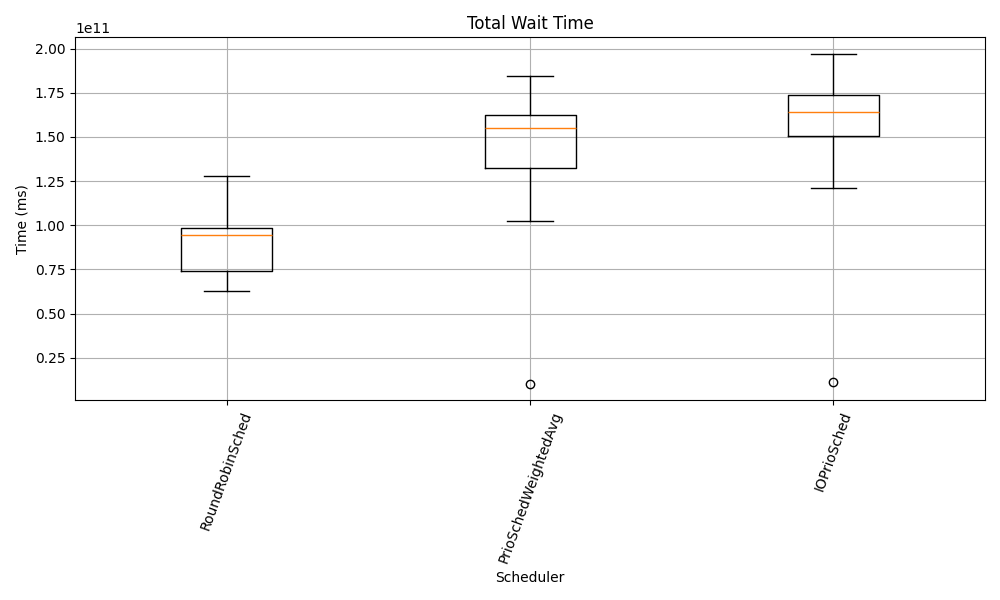 Total Wait Time
1e11
2.00
1.75
1.50
1.25
1.00
0.75
0.50
0.25
Time (ms)
RoundRobinSched
PrioSchedWeightedAvg
IOPrioSched
Scheduler